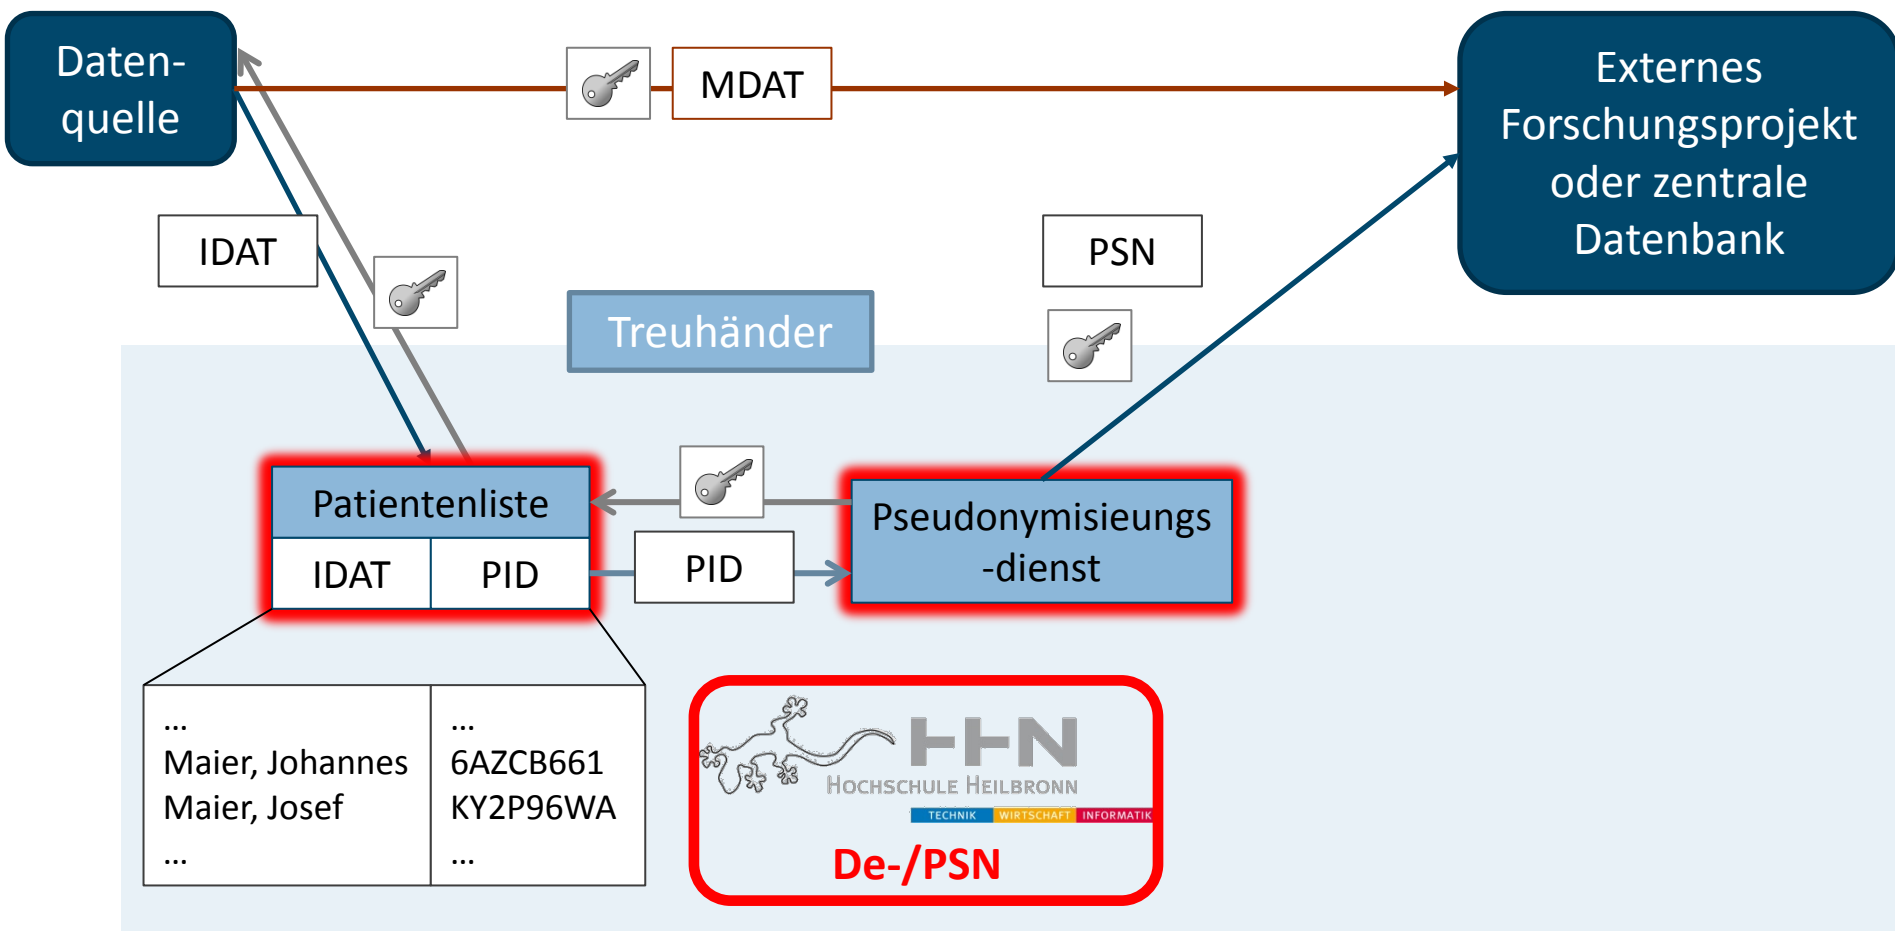 Daten-
quelle
MDAT
Externes
Forschungsprojekt
oder zentrale
Datenbank
IDAT
PSN
Treuhänder
Patientenliste
IDAT
PID
PID
Pseudonymisieungs
-dienst
...
Maier, Johannes
Maier, Josef
...
...
6AZCB661
KY2P96WA
...
HHN
HOCHSCHULE HEILBRONN
TECHNIK WIRTSCHAFT INFORMATIK
De-/PSN